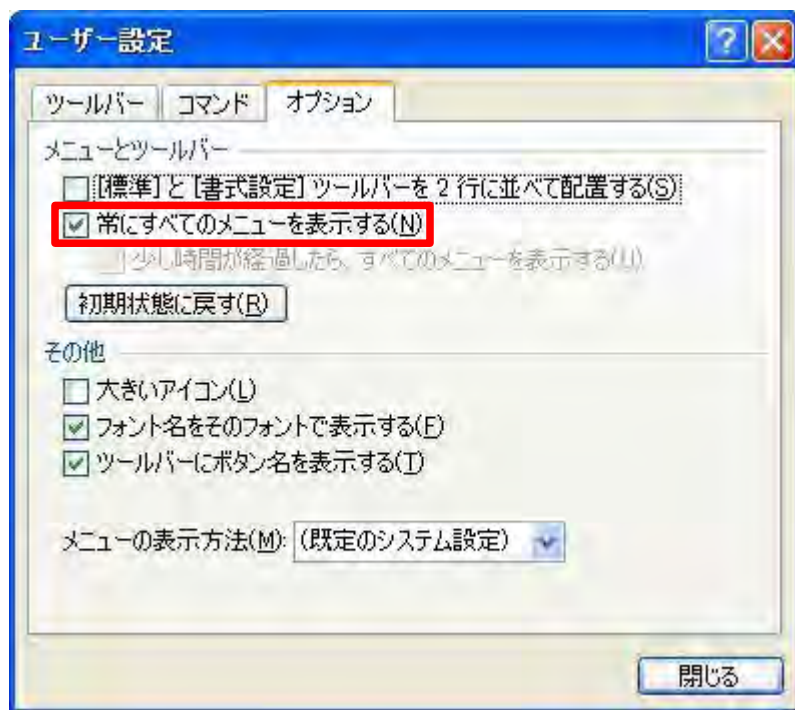 ユーザー設定
ツールバー コマンド オプション
メニューとツールバー
[標準]と[書式設定]ツールバーを2行に並べて配置する(S)
常にすべてのメニューを表示する(N)
少し時間が経過したら、すべてのメニューを表示する(U)
初期状態に戻す(R)
その他
大きいアイコン(L)
フォント名をそのフォントで表示する(F)
ツールバーにボタン名を表示する(T)
メニューの表示方法(M): (既定のシステム設定)
閉じる